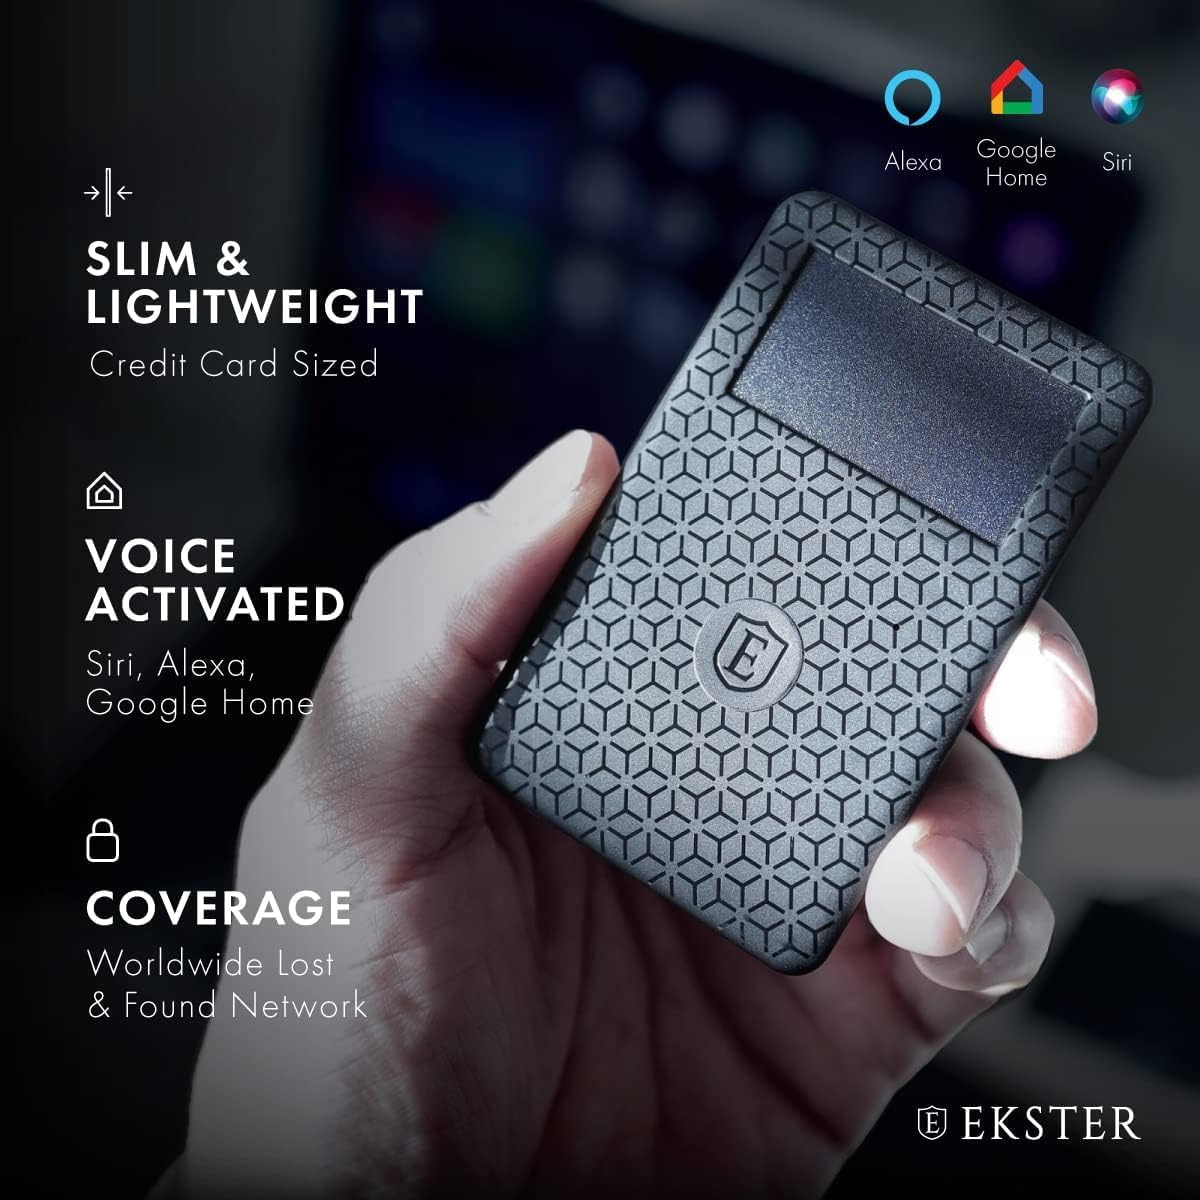 Alexa
Google
Home
Siri
SLIM &
LIGHTWEIGHT
Credit Card Sized
VOICE
ACTIVATED
Siri, Alexa,
Google Home
COVERAGE
Worldwide Lost
& Found Network
E
E EKSTER